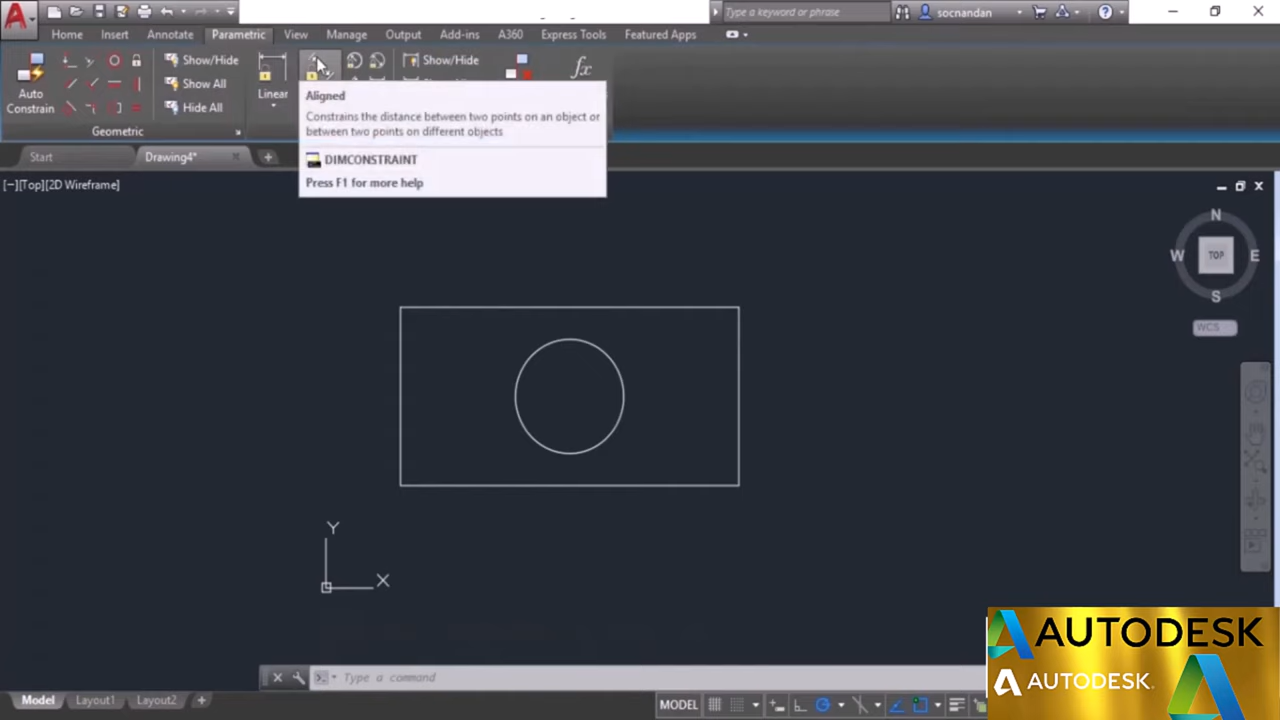 A
Type a keyword or phrase
socnandan
Home
Insert
Annotate
Parametric
View
Manage
Output
Add-ins
A360
Express Tools
Featured Apps
Auto
Constrain
Show/Hide
Show All
Hide All
Geometric
Linear
Show/Hide
fx
Aligned
Constrains the distance between two points on an object or
between two points on different objects
DIMCONSTRAINT
Press F1 for more help
Start
Drawing4*
[−][Top][2D Wireframe]
N
W
TOP
E
S
WCS
Y
X
Type a command
AUTODESK
AUTODESK.
Model
Layout1
Layout2
MODEL